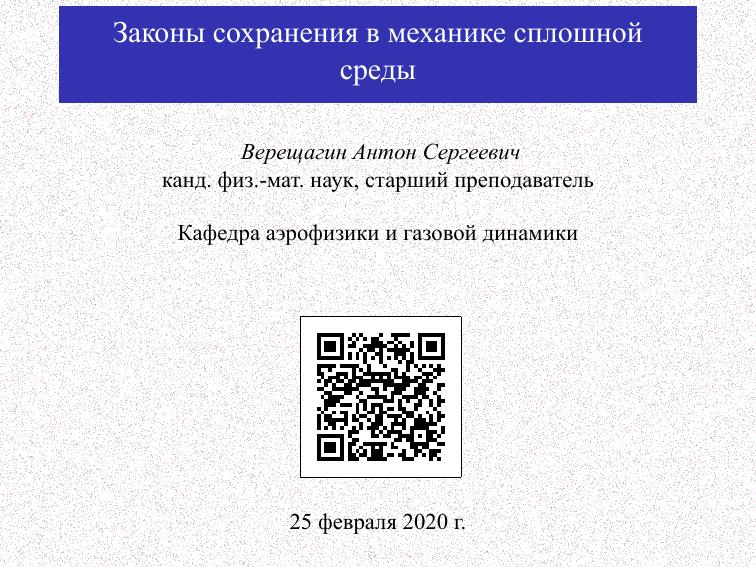 Законы сохранения в механике сплошной
среды
Верещагин Антон Сергеевич
канд. физ.-мат. наук, старший преподаватель
Кафедра аэрофизики и газовой динамики
25 февраля 2020 г.